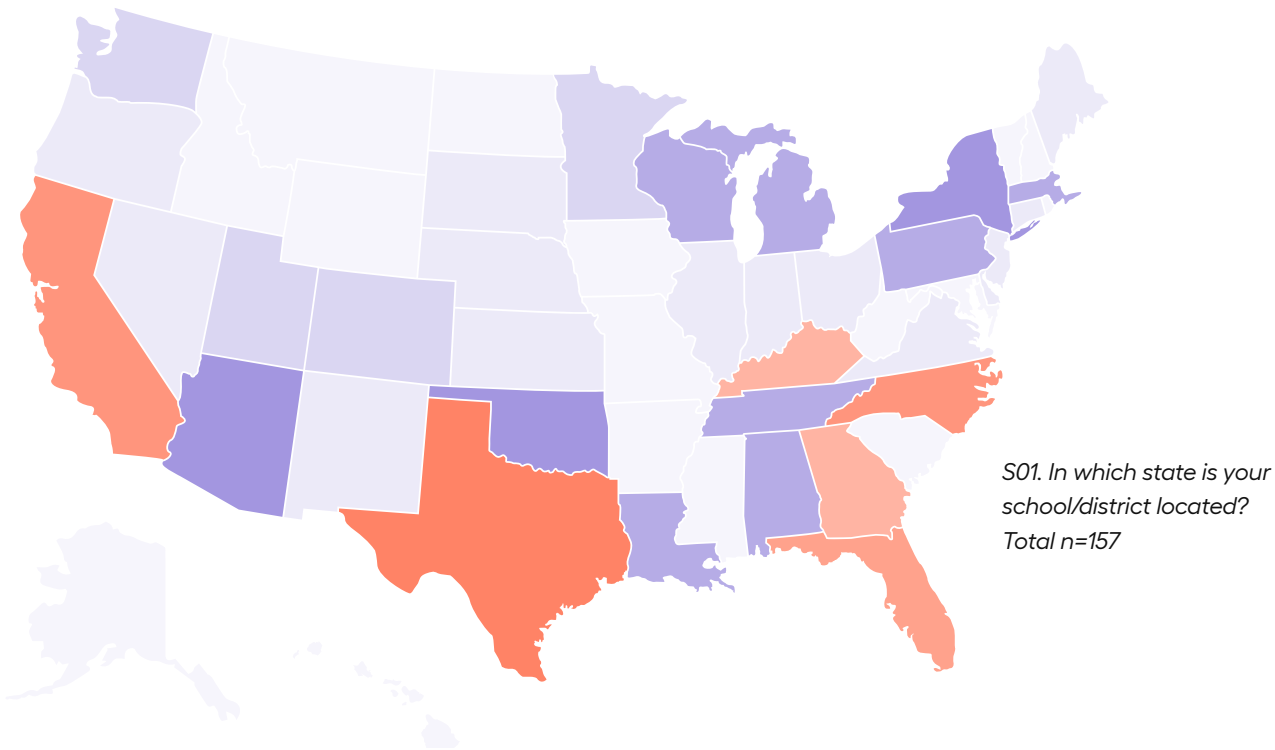 S01. In which state is your
school/district located?
Total n=157